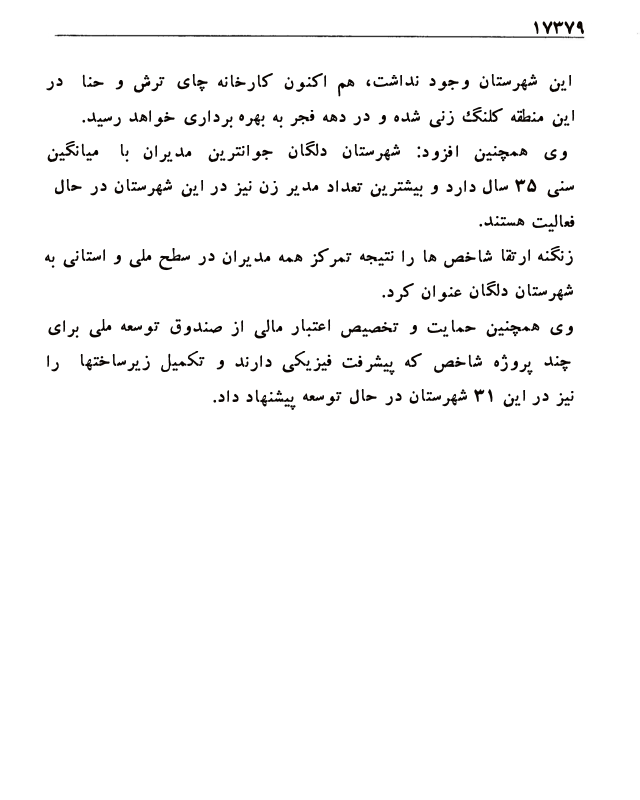 ۱۷۳۷۹
این شهرستان وجود نداشت، هم اکنون کارخانه چای ترش و حنا در
این منطقه کلنگ زنی شده و در دهه فجر به بهره برداری خواهد رسید.
وی همچنین افزود: شهرستان دلگان جوانترین مدیران با میانگین
سنی ۳۵ سال دارد و بیشترین تعداد مدیر زن نیز در این شهرستان در حال
فعالیت هستند.
زنگنه ارتقا شاخص ها را نتیجه تمرکز همه مدیران در سطح ملی و استانی به
شهرستان دلگان عنوان کرد.
وی همچنین حمایت و تخصیص اعتبار مالی از صندوق توسعه ملی برای
چند پروژه شاخص که پیشرفت فیزیکی دارند و تکمیل زیرساختها را
نیز در این ۳۱ شهرستان در حال توسعه پیشنهاد داد.